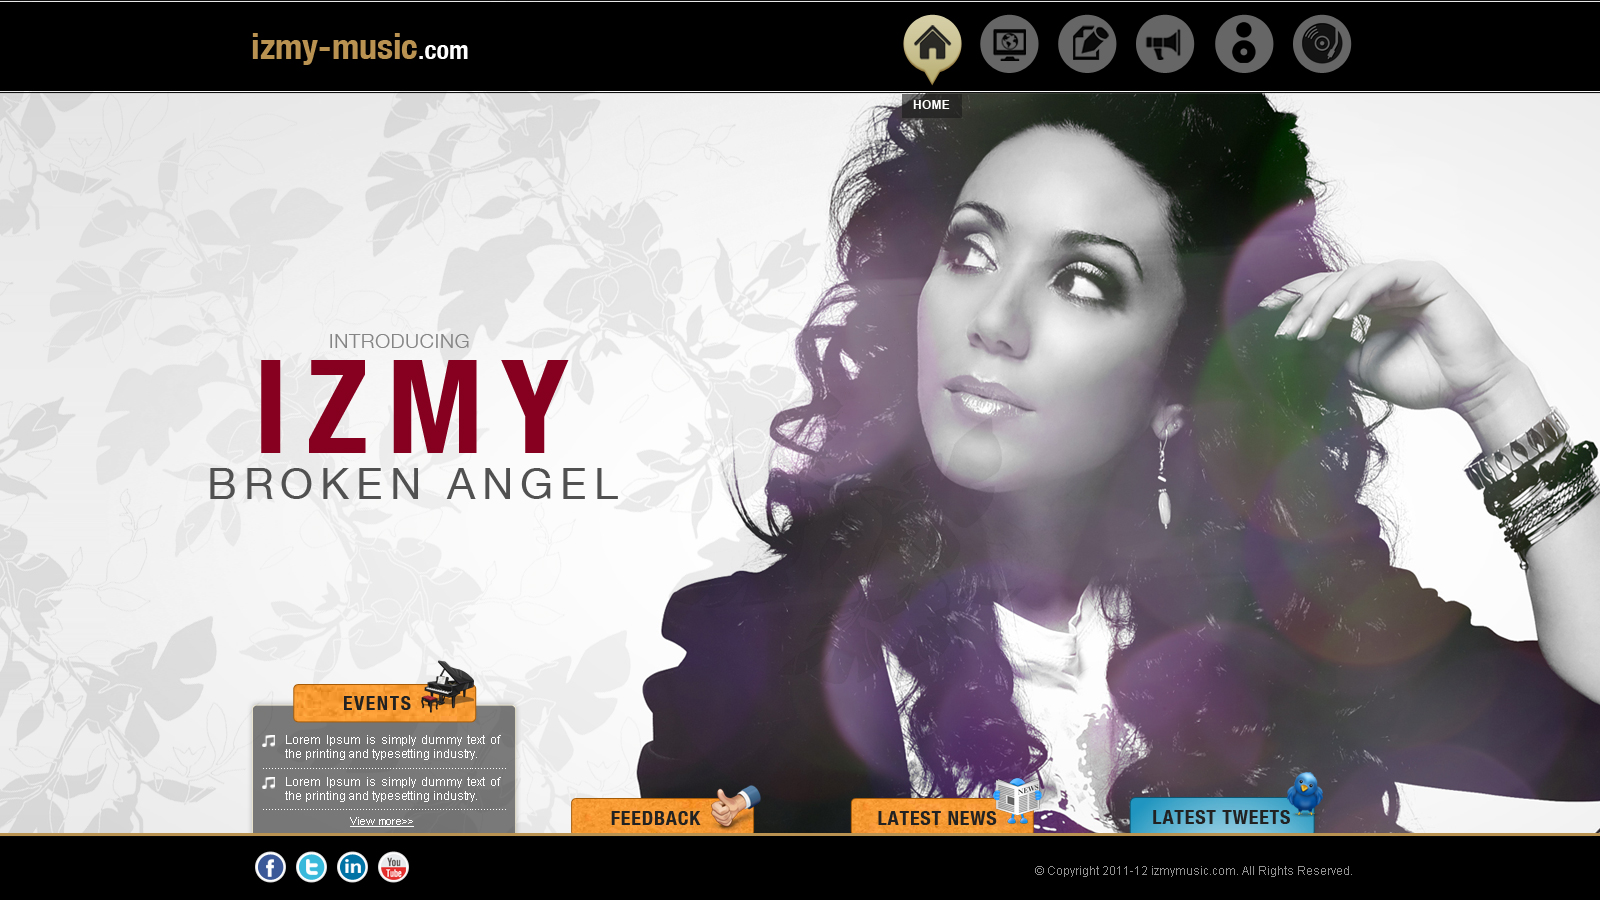 izmy-music.com
HOME
INTRODUCING
IZMY
BROKEN ANGEL
EVENTS
Lorem Ipsum is simply dummy text of
the printing and typesetting industry.
Lorem Ipsum is simply dummy text of
the printing and typesetting industry.
View more>>
FEEDBACK
LATEST NEWS
NEWS
LATEST TWEETS
f
t
in
You
Tube
© Copyright 2011-12 izmymusic.com. All Rights Reserved.